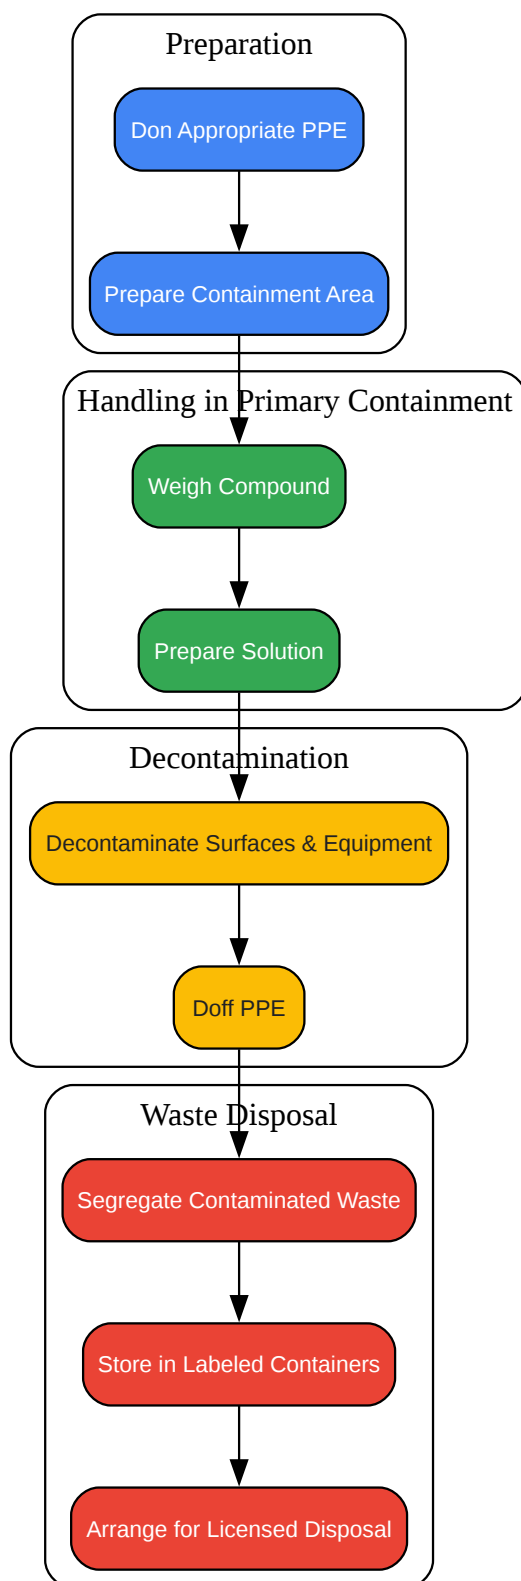 Preparation
Don Appropriate PPE
Prepare Containment Area
Handling in Primary Containment
Weigh Compound
Prepare Solution
Decontamination
Decontaminate Surfaces & Equipment
Doff PPE
Waste Disposal
Segregate Contaminated Waste
Store in Labeled Containers
Arrange for Licensed Disposal